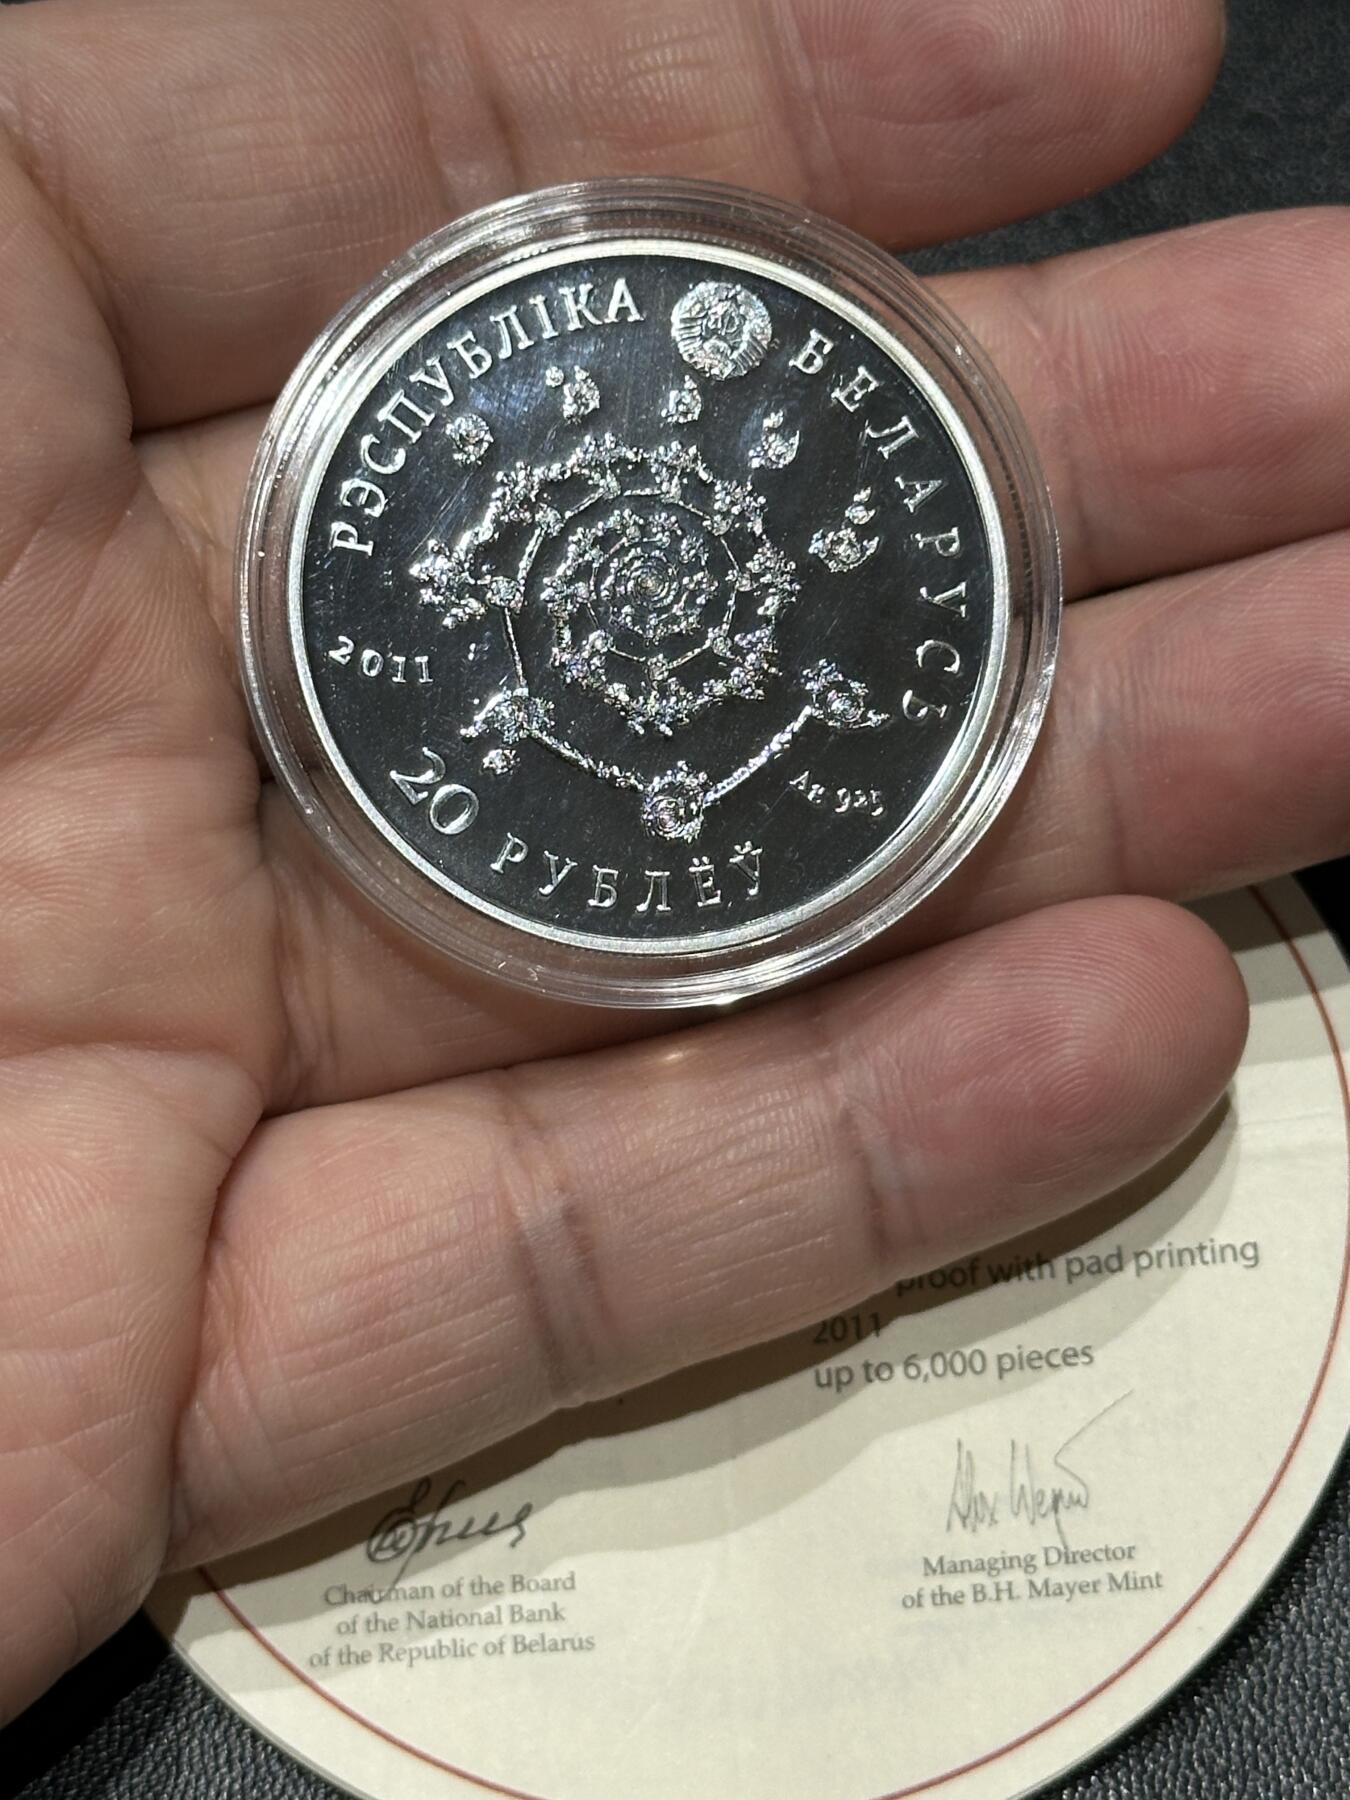 РЭСПУБЛІКА БЕЛАРУСЬ
2011
20 РУБЛЁЎ
Ag 925
proof with pad printing
2011
up to 6,000 pieces
Chairman of the Board
of the National Bank
of the Republic of Belarus
Managing Director
of the B.H. Mayer Mint